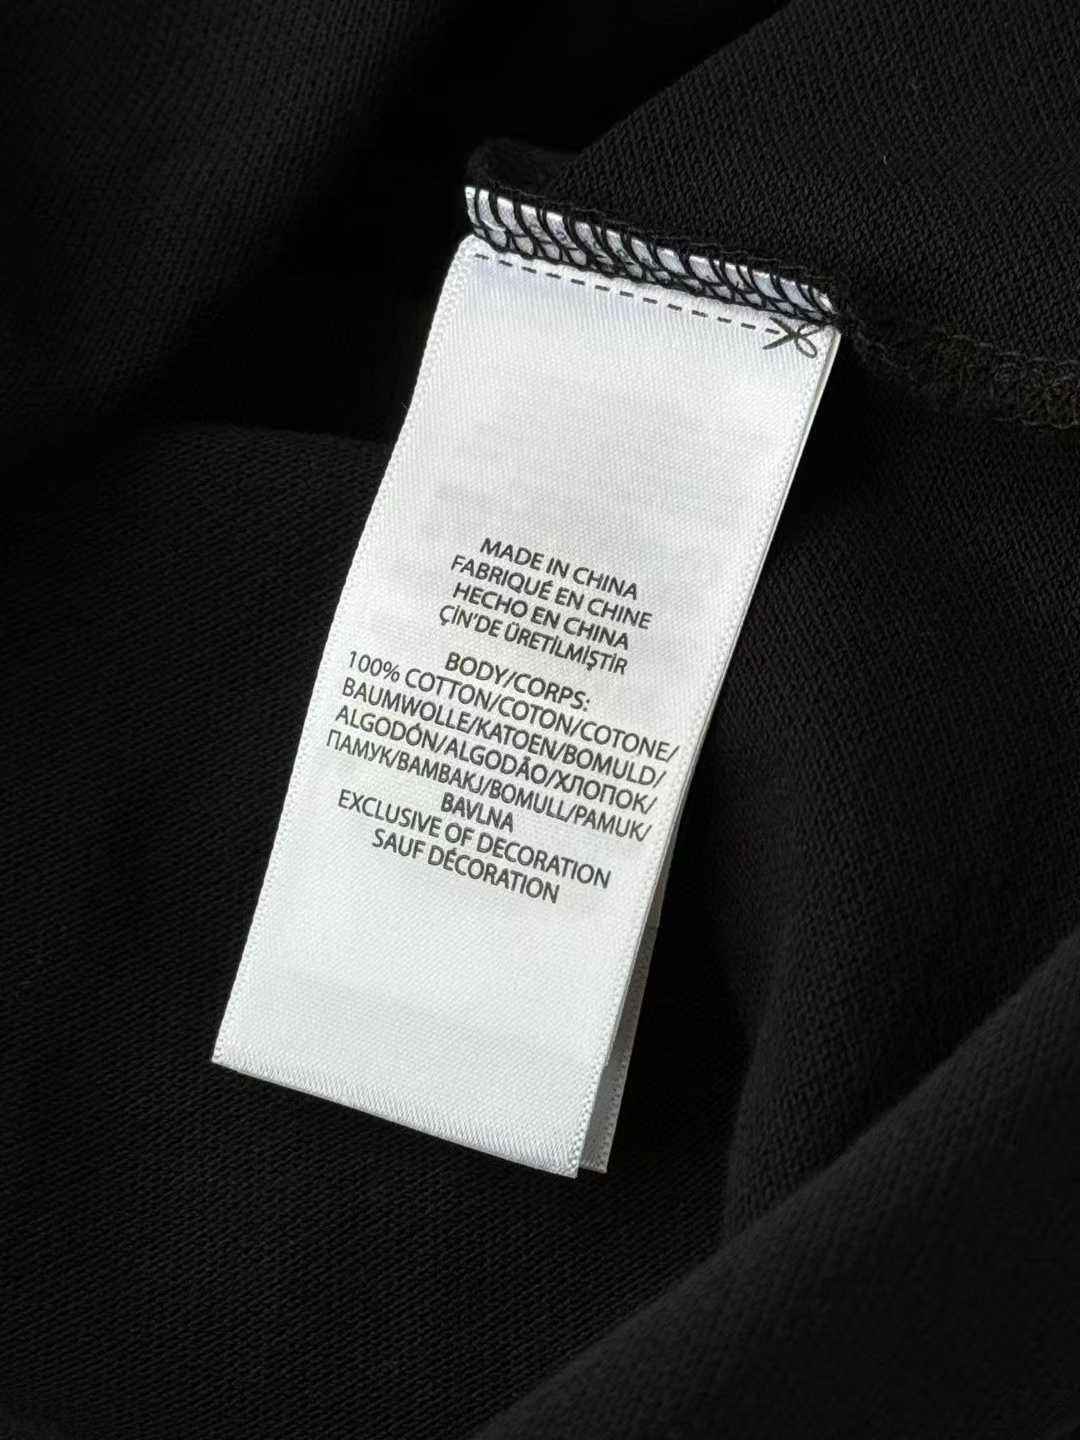 MADE IN CHINA
FABRIQUÉ EN CHINE
HECHO EN CHINA
ÇİN'DE ÜRETİLMİŞTİR
BODY/CORPS:
100% COTTON/COTON/COTONE/
BAUMWOLLE/KATOEN/BOMULD/
ALGODÓN/ALGODÃO/ХЛОПОК/
ПАМУК/BAMBAKJ/BOMULL/PAMUK/
BAVLNA
EXCLUSIVE OF DECORATION
SAUF DÉCORATION